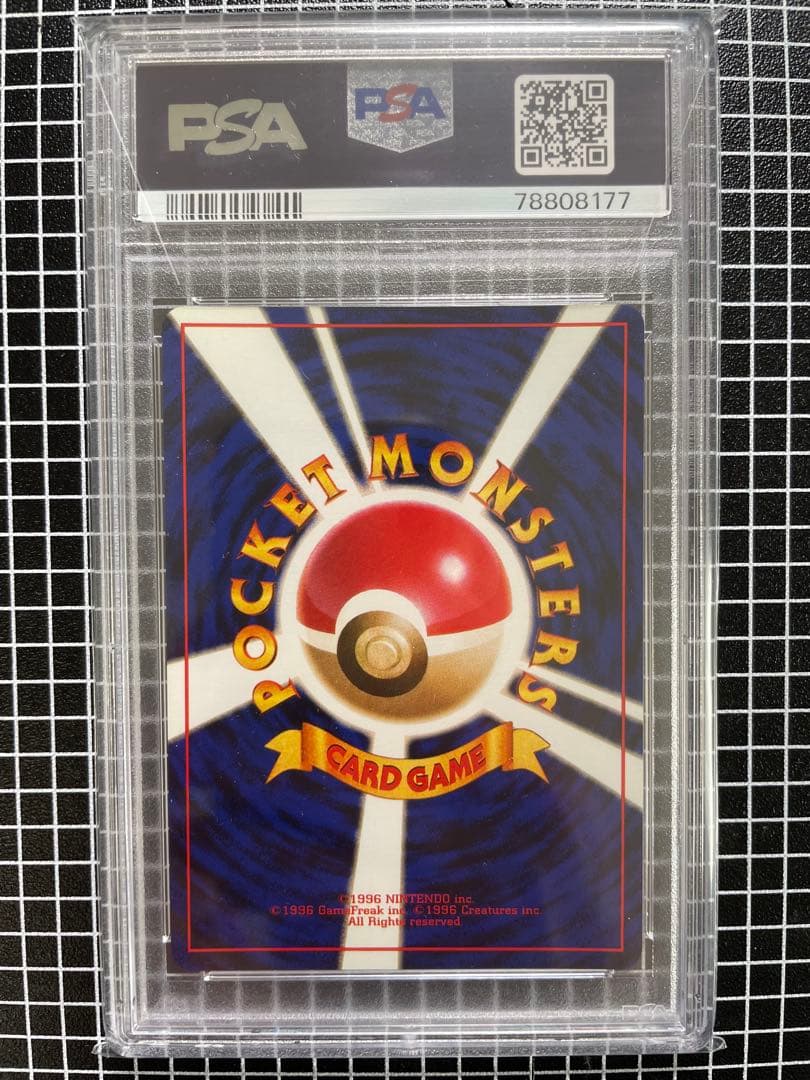 PSA
PSA
78808177
POCKET MONSTERS
CARD GAME
©1996 NINTENDO inc.
©1996 GameFreak inc. ©1996 Creatures inc.
All Rights reserved.
PSA